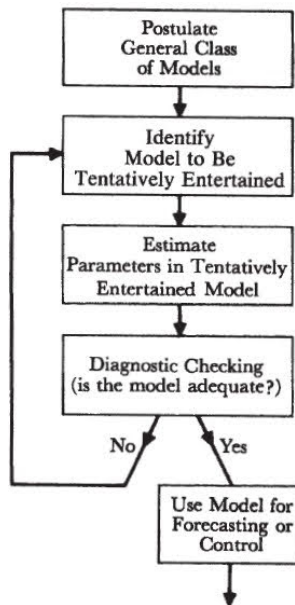 Postulate
General Class
of Models
Identify
Model to Be
Tentatively Entertained
Estimate
Parameters in Tentatively
Entertained Model
Diagnostic Checking
(is the model adequate?)
No
Yes
Use Model for
Forecasting or
Control